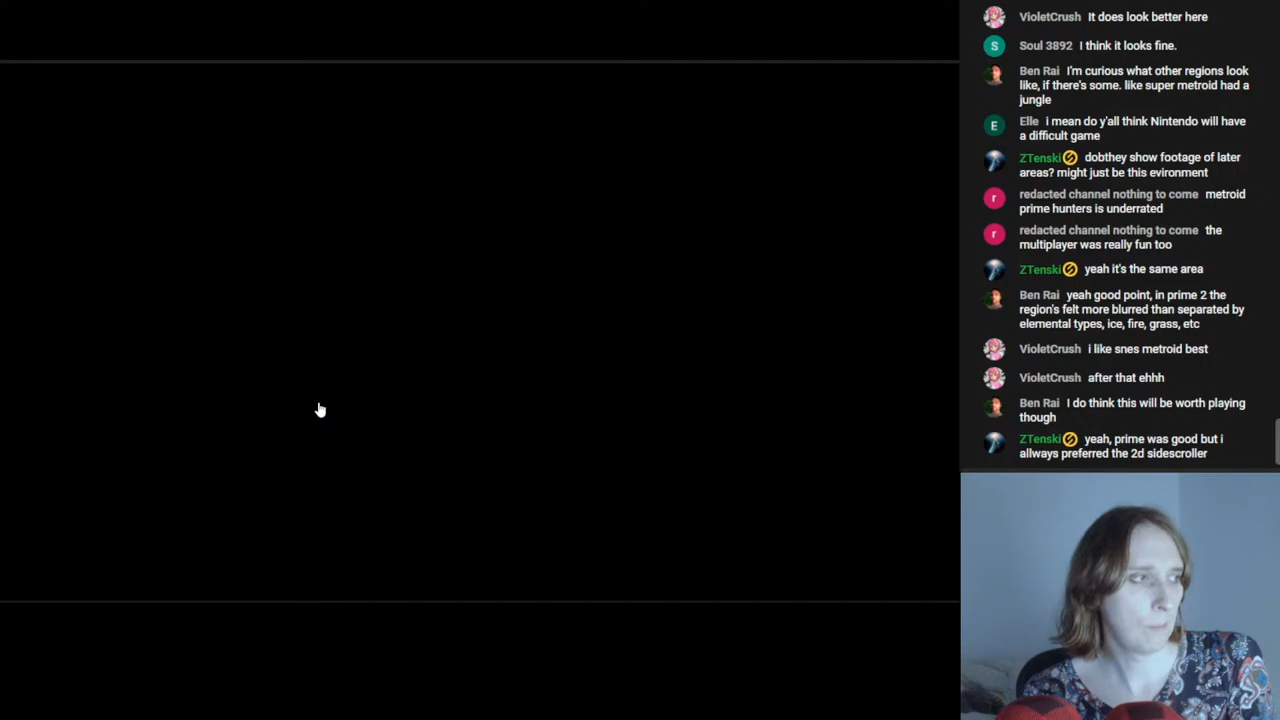 VioletCrush It does look better here
S Soul 3892 I think it looks fine.
Ben Rai I'm curious what other regions look
like, if there's some. like super metroid had a
jungle
E Elle i mean do y'all think Nintendo will have
a difficult game
ZTenski dobthey show footage of later
areas? might just be this evironment
r redacted channel nothing to come metroid
prime hunters is underrated
r redacted channel nothing to come the
multiplayer was really fun too
ZTenski yeah it's the same area
Ben Rai yeah good point, in prime 2 the
region's felt more blurred than separated by
elemental types, ice, fire, grass, etc
VioletCrush i like snes metroid best
VioletCrush after that ehhh
Ben Rai I do think this will be worth playing
though
ZTenski yeah, prime was good but i
allways preferred the 2d sidescroller